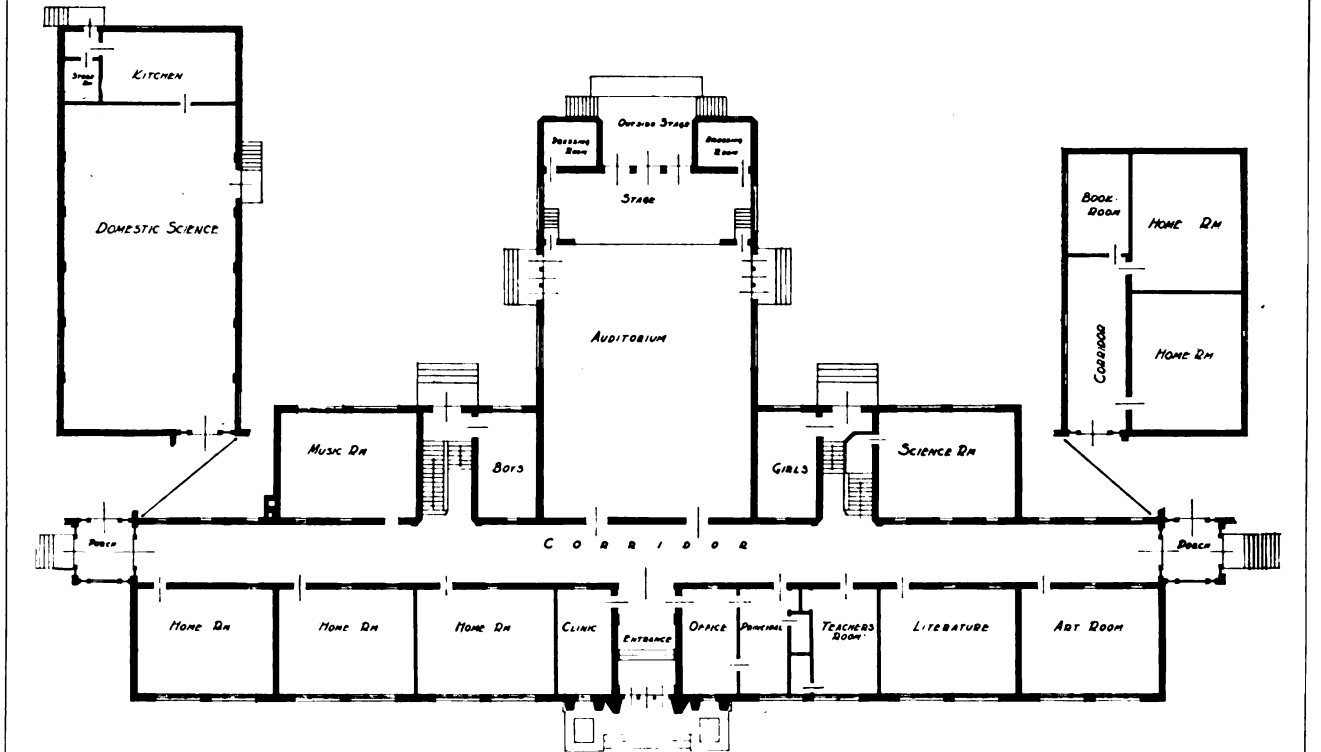 STORE
RM
KITCHEN
DOMESTIC SCIENCE
OUTSIDE STAGE
DRESSING
ROOM
DRESSING
ROOM
STAGE
AUDITORIUM
BOOK
ROOM
HOME RM
CORRIDOR
HOME RM
MUSIC RM
BOYS
GIRLS
SCIENCE RM
PORCH
CORRIDOR
PORCH
HOME RM
HOME RM
HOME RM
CLINIC
ENTRANCE
OFFICE
PRINCIPAL
TEACHERS
ROOM
LITERATURE
ART ROOM